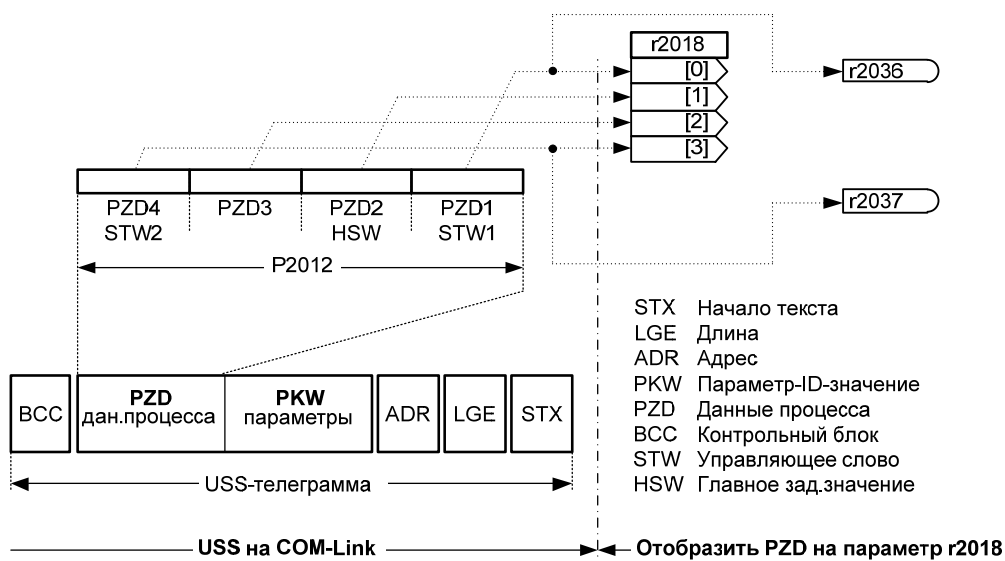 r2018
[0]
[1]
[2]
[3]
r2036
r2037
PZD4 PZD3 PZD2 PZD1
STW2 HSW STW1
P2012
STX Начало текста
LGE Длина
ADR Адрес
PKW Параметр-ID-значение
PZD Данные процесса
BCC Контрольный блок
STW Управляющее слово
HSW Главное зад.значение
BCC
PZD
дан.процесса
PKW
параметры
ADR
LGE
STX
USS-телеграмма
USS на COM-Link
Отобразить PZD на параметр r2018